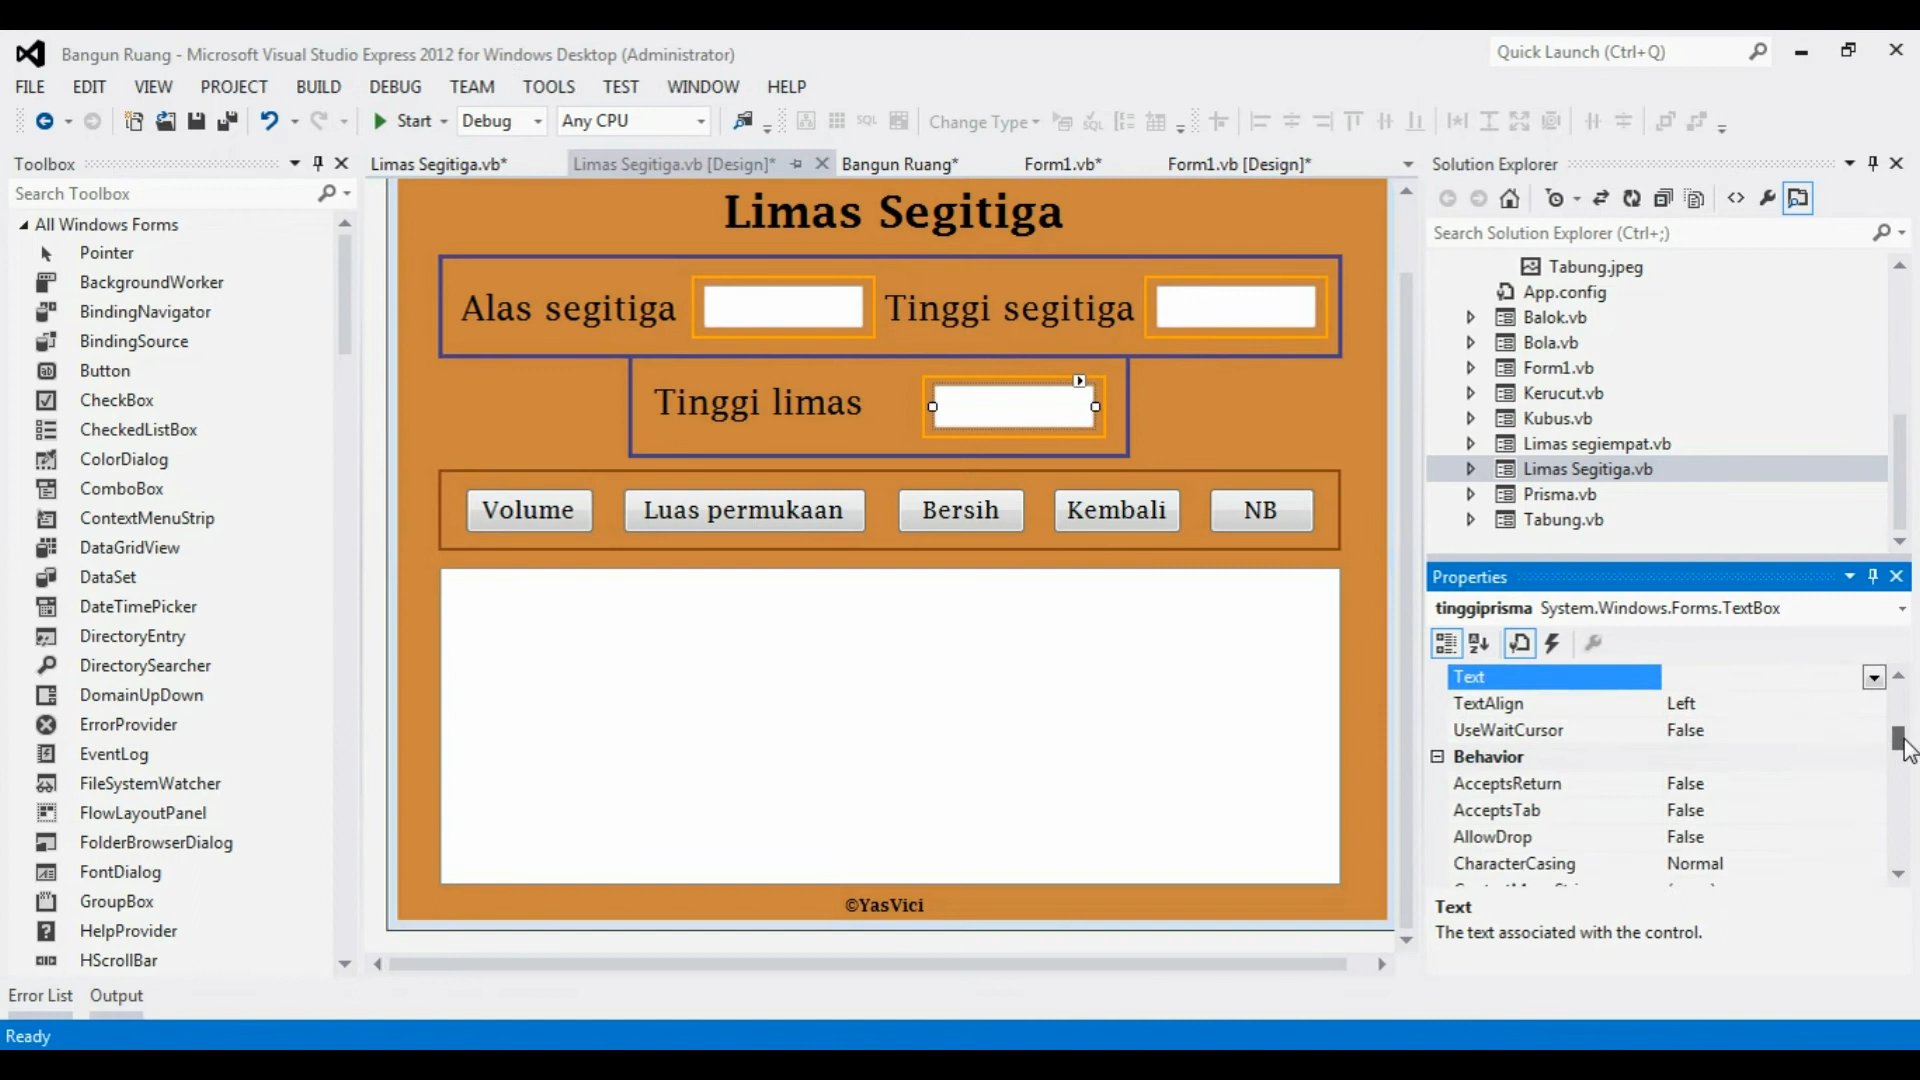 Bangun Ruang - Microsoft Visual Studio Express 2012 for Windows Desktop (Administrator)
Quick Launch (Ctrl+Q)
FILE EDIT VIEW PROJECT BUILD DEBUG TEAM TOOLS TEST WINDOW HELP
Start Debug Any CPU SQL Change Type
Toolbox
Search Toolbox
All Windows Forms
Pointer
BackgroundWorker
BindingNavigator
BindingSource
Button
CheckBox
CheckedListBox
ColorDialog
ComboBox
ContextMenuStrip
DataGridView
DataSet
DateTimePicker
DirectoryEntry
DirectorySearcher
DomainUpDown
ErrorProvider
EventLog
FileSystemWatcher
FlowLayoutPanel
FolderBrowserDialog
FontDialog
GroupBox
HelpProvider
HScrollBar
Limas Segitiga.vb* Limas Segitiga.vb [Design]* Bangun Ruang* Form1.vb* Form1.vb [Design]*
Limas Segitiga
Alas segitiga Tinggi segitiga
Tinggi limas
Volume Luas permukaan Bersih Kembali NB
©YasVici
Solution Explorer
Search Solution Explorer (Ctrl+;)
Tabung.jpeg
App.config
Balok.vb
Bola.vb
Form1.vb
Kerucut.vb
Kubus.vb
Limas segiempat.vb
Limas Segitiga.vb
Prisma.vb
Tabung.vb
Properties
tinggiprisma System.Windows.Forms.TextBox
Text
TextAlign Left
UseWaitCursor False
Behavior
AcceptsReturn False
AcceptsTab False
AllowDrop False
CharacterCasing Normal
Text
The text associated with the control.
Error List Output
Ready